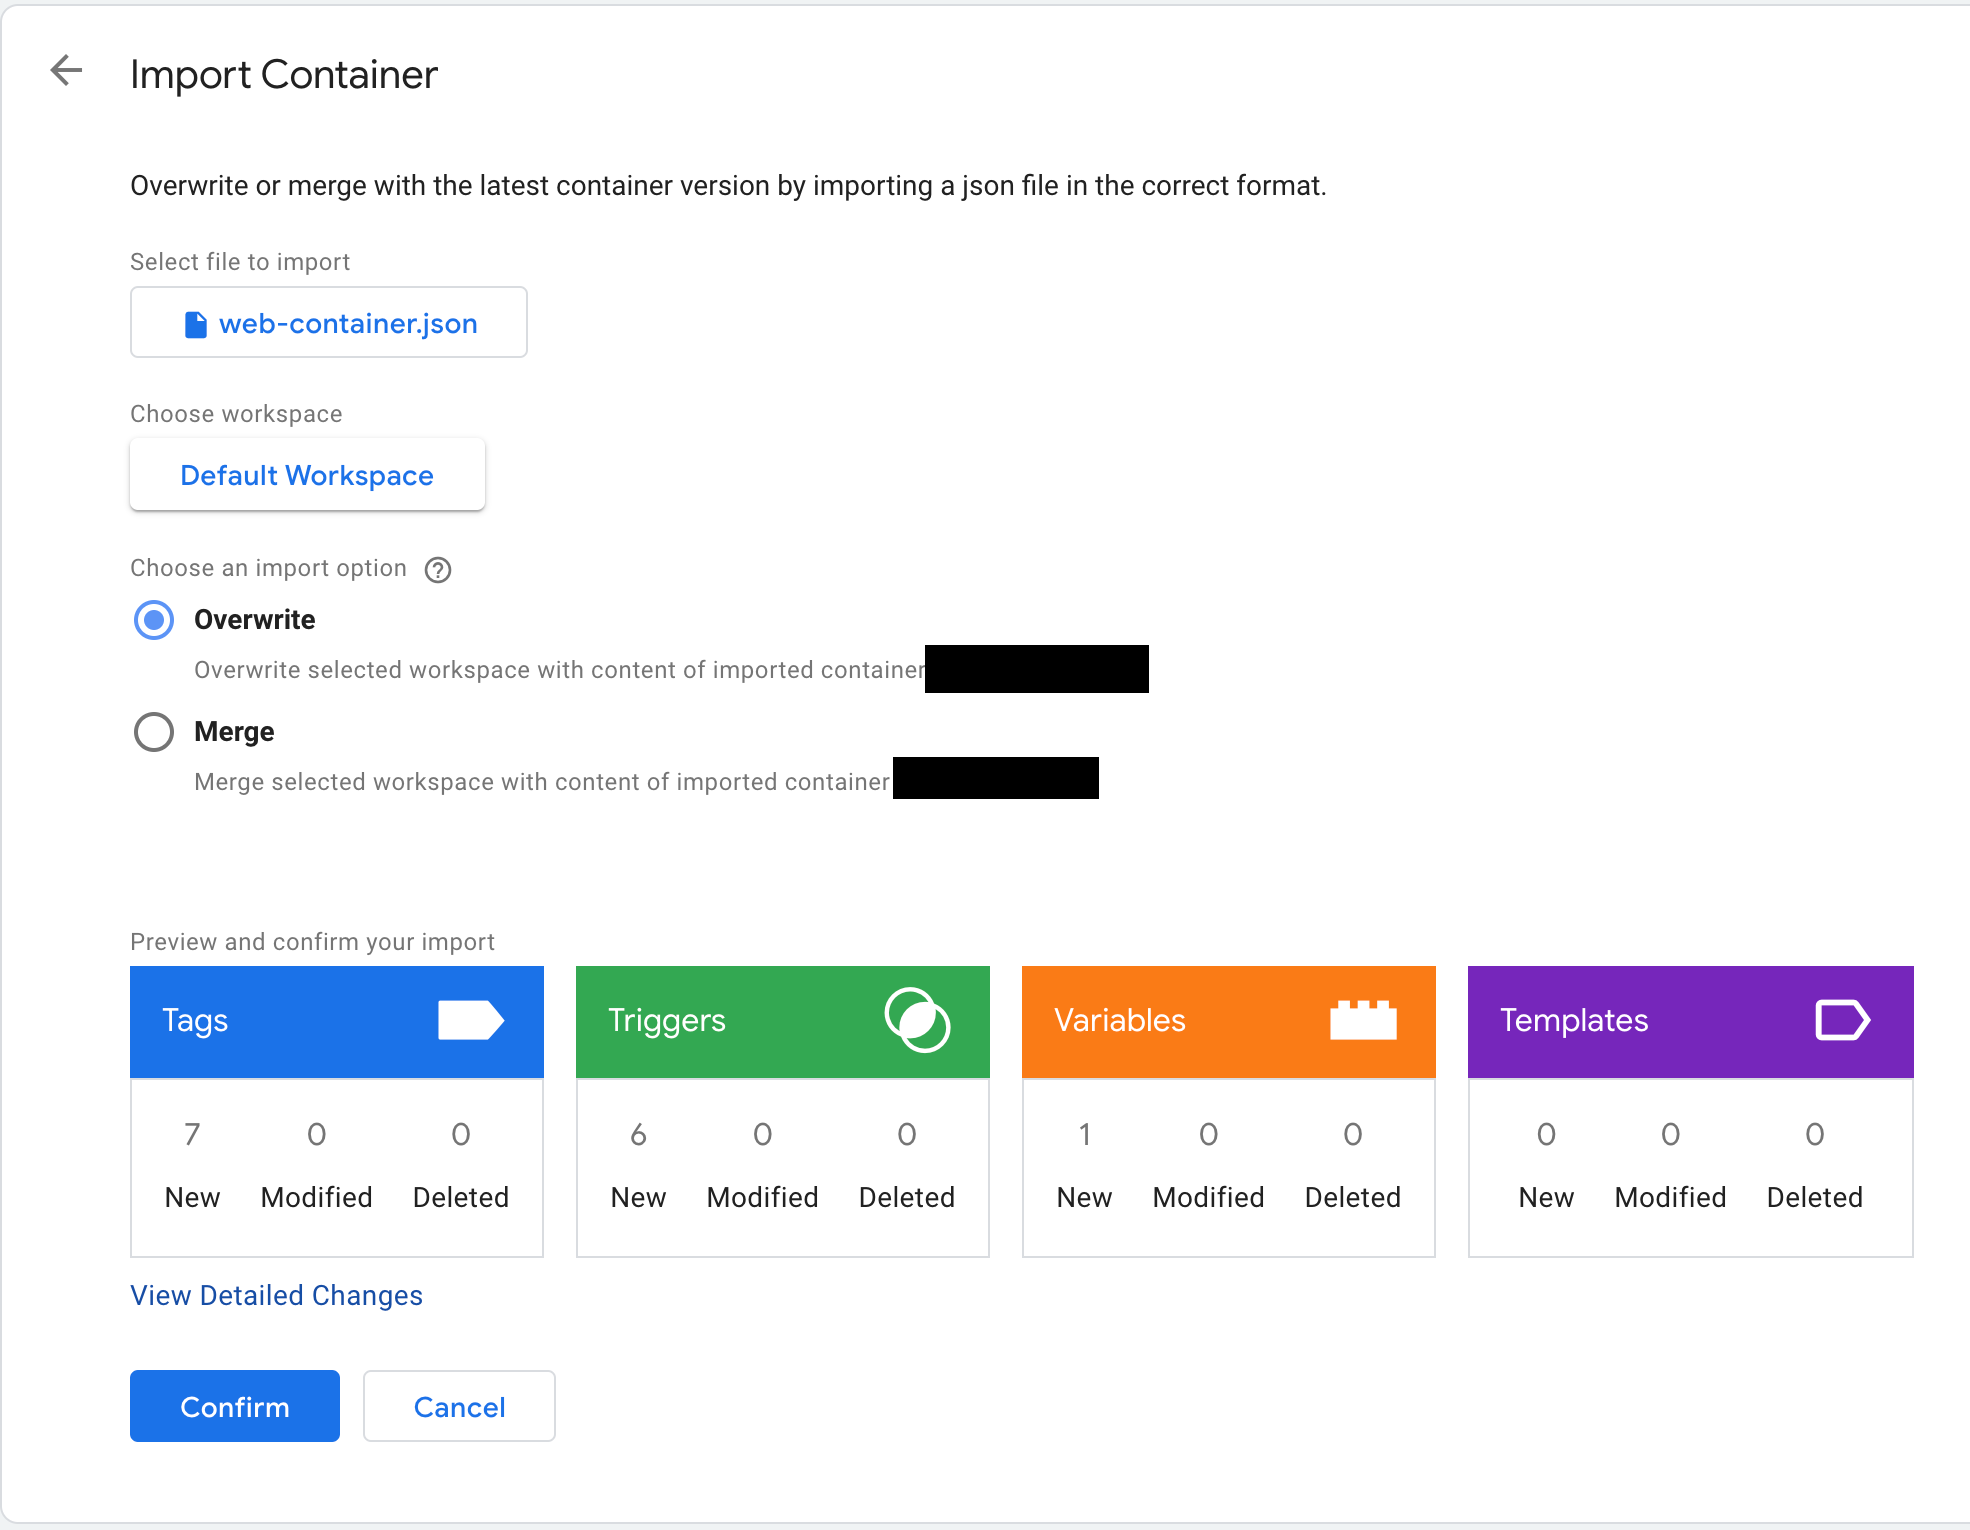 Import Container
Overwrite or merge with the latest container version by importing a json file in the correct format.
Select file to import
web-container.json
Choose workspace
Default Workspace
Choose an import option ?
Overwrite
Overwrite selected workspace with content of imported container
Merge
Merge selected workspace with content of imported container
Preview and confirm your import
Tags Triggers Variables Templates
7 0 0 6 0 0 1 0 0 0 0 0
New Modified Deleted New Modified Deleted New Modified Deleted New Modified Deleted
View Detailed Changes
Confirm Cancel